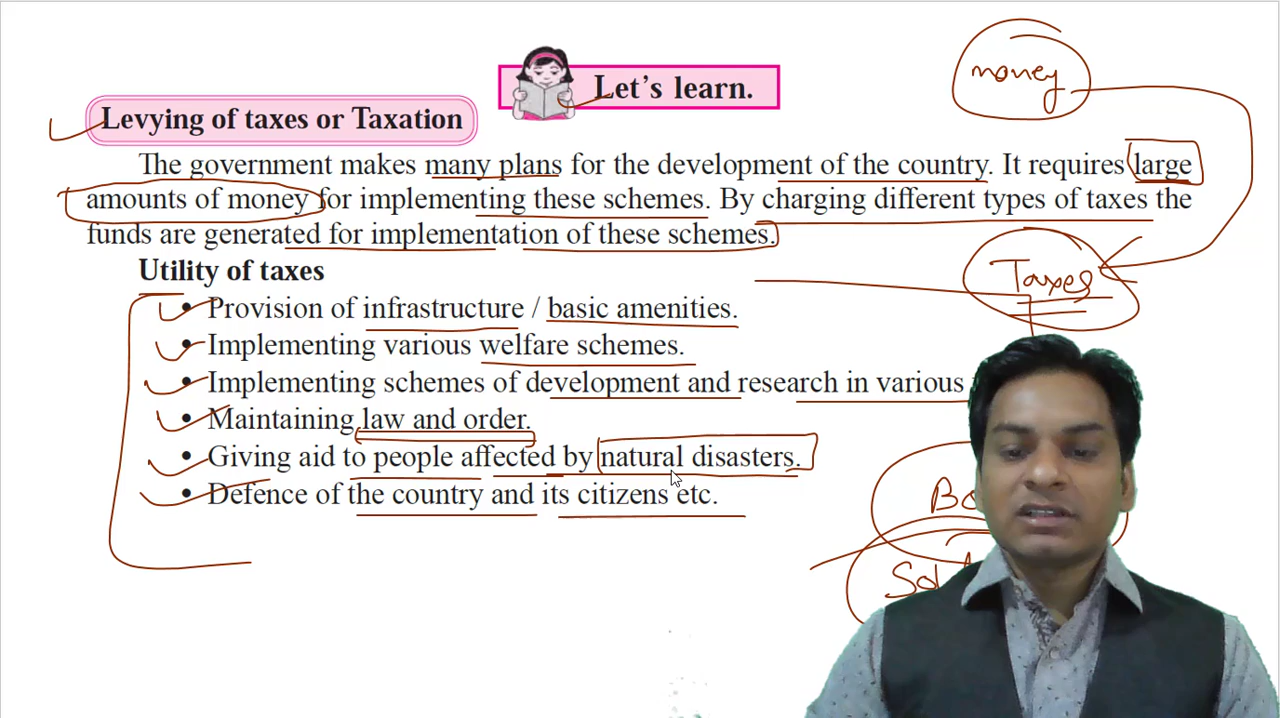 money
Let's learn.
Levying of taxes or Taxation
The government makes many plans for the development of the country. It requires large
amounts of money for implementing these schemes. By charging different types of taxes the
funds are generated for implementation of these schemes.
Taxes
Utility of taxes
• Provision of infrastructure / basic amenities.
• Implementing various welfare schemes.
• Implementing schemes of development and research in various
• Maintaining law and order.
• Giving aid to people affected by natural disasters.
• Defence of the country and its citizens etc.